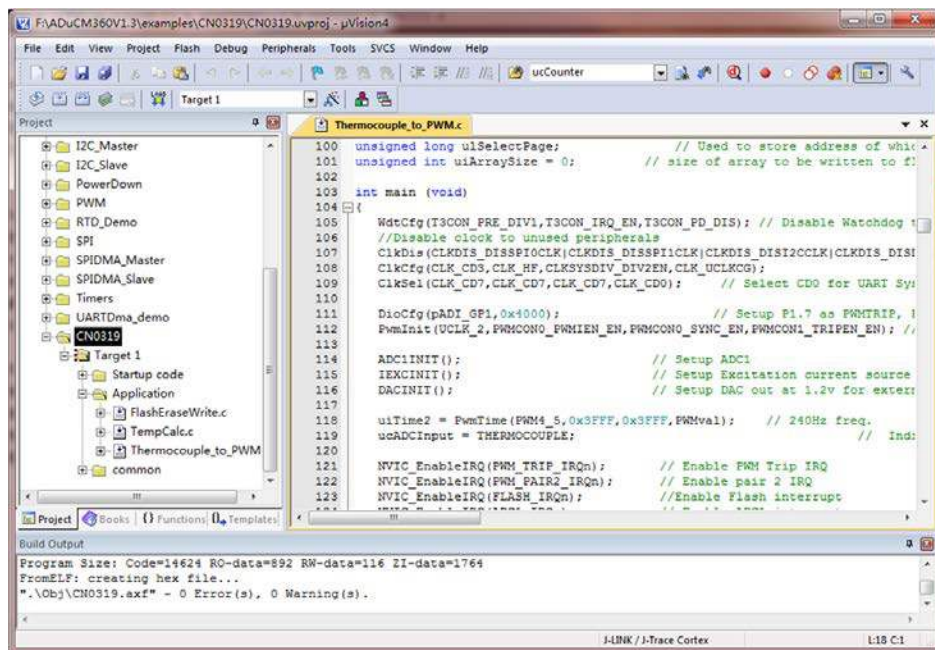 F:\ADuCM360V1.3\examples\CN0319\CN0319.uvproj - µVision4
File Edit View Project Flash Debug Peripherals Tools SVCS Window Help
ucCounter
Target 1
Project
I2C_Master
I2C_Slave
PowerDown
PWM
RTD_Demo
SPI
SPIDMA_Master
SPIDMA_Slave
Timers
UARTDma_demo
CN0319
Target 1
Startup code
Application
FlashEraseWrite.c
TempCalc.c
Thermocouple_to_PWM
common
Project Books Functions Templates
Thermocouple_to_PWM.c
100 unsigned long ulSelectPage; // Used to store address of whic
101 unsigned int uiArraySize = 0; // size of array to be written to fl
102
103 int main (void)
104 {
105 WdtCfg(T3CON_PRE_DIV1,T3CON_IRQ_EN,T3CON_PD_DIS); // Disable Watchdog t
106 //Disable clock to unused peripherals
107 ClkDis(CLKDIS_DISSPI0CLK|CLKDIS_DISSPI1CLK|CLKDIS_DISI2CCLK|CLKDIS_DISI
108 ClkCfg(CLK_CD3,CLK_HF,CLKSYSDIV_DIV2EN,CLK_UCLKCG);
109 ClkSel(CLK_CD7,CLK_CD7,CLK_CD7,CLK_CD0); // Select CD0 for UART Sy
110
111 DioCfg(pADI_GP1,0x4000); // Setup P1.7 as PWMTRIP,
112 PwmInit(UCLK_2,PWMCON0_PWMIEN_EN,PWMCON0_SYNC_EN,PWMCON1_TRIPEN_EN); //
113
114 ADC1INIT(); // Setup ADC1
115 IEXCINIT(); // Setup Excitation current source
116 DACINIT(); // Setup DAC out at 1.2v for extern
117
118 uiTime2 = PwmTime(PWM4_5,0x3FFF,0x3FFF,PWMval); // 240Hz freq.
119 ucADCInput = THERMOCOUPLE; // Indi
120
121 NVIC_EnableIRQ(PWM_TRIP_IRQn); // Enable PWM Trip IRQ
122 NVIC_EnableIRQ(PWM_PAIR2_IRQn); // Enable pair 2 IRQ
123 NVIC_EnableIRQ(FLASH_IRQn); //Enable Flash interrupt
Build Output
Program Size: Code=14624 RO-data=892 RW-data=116 ZI-data=1764
FromELF: creating hex file...
".\Obj\CN0319.axf" - 0 Error(s), 0 Warning(s).
J-LINK / J-Trace Cortex L:18 C:1